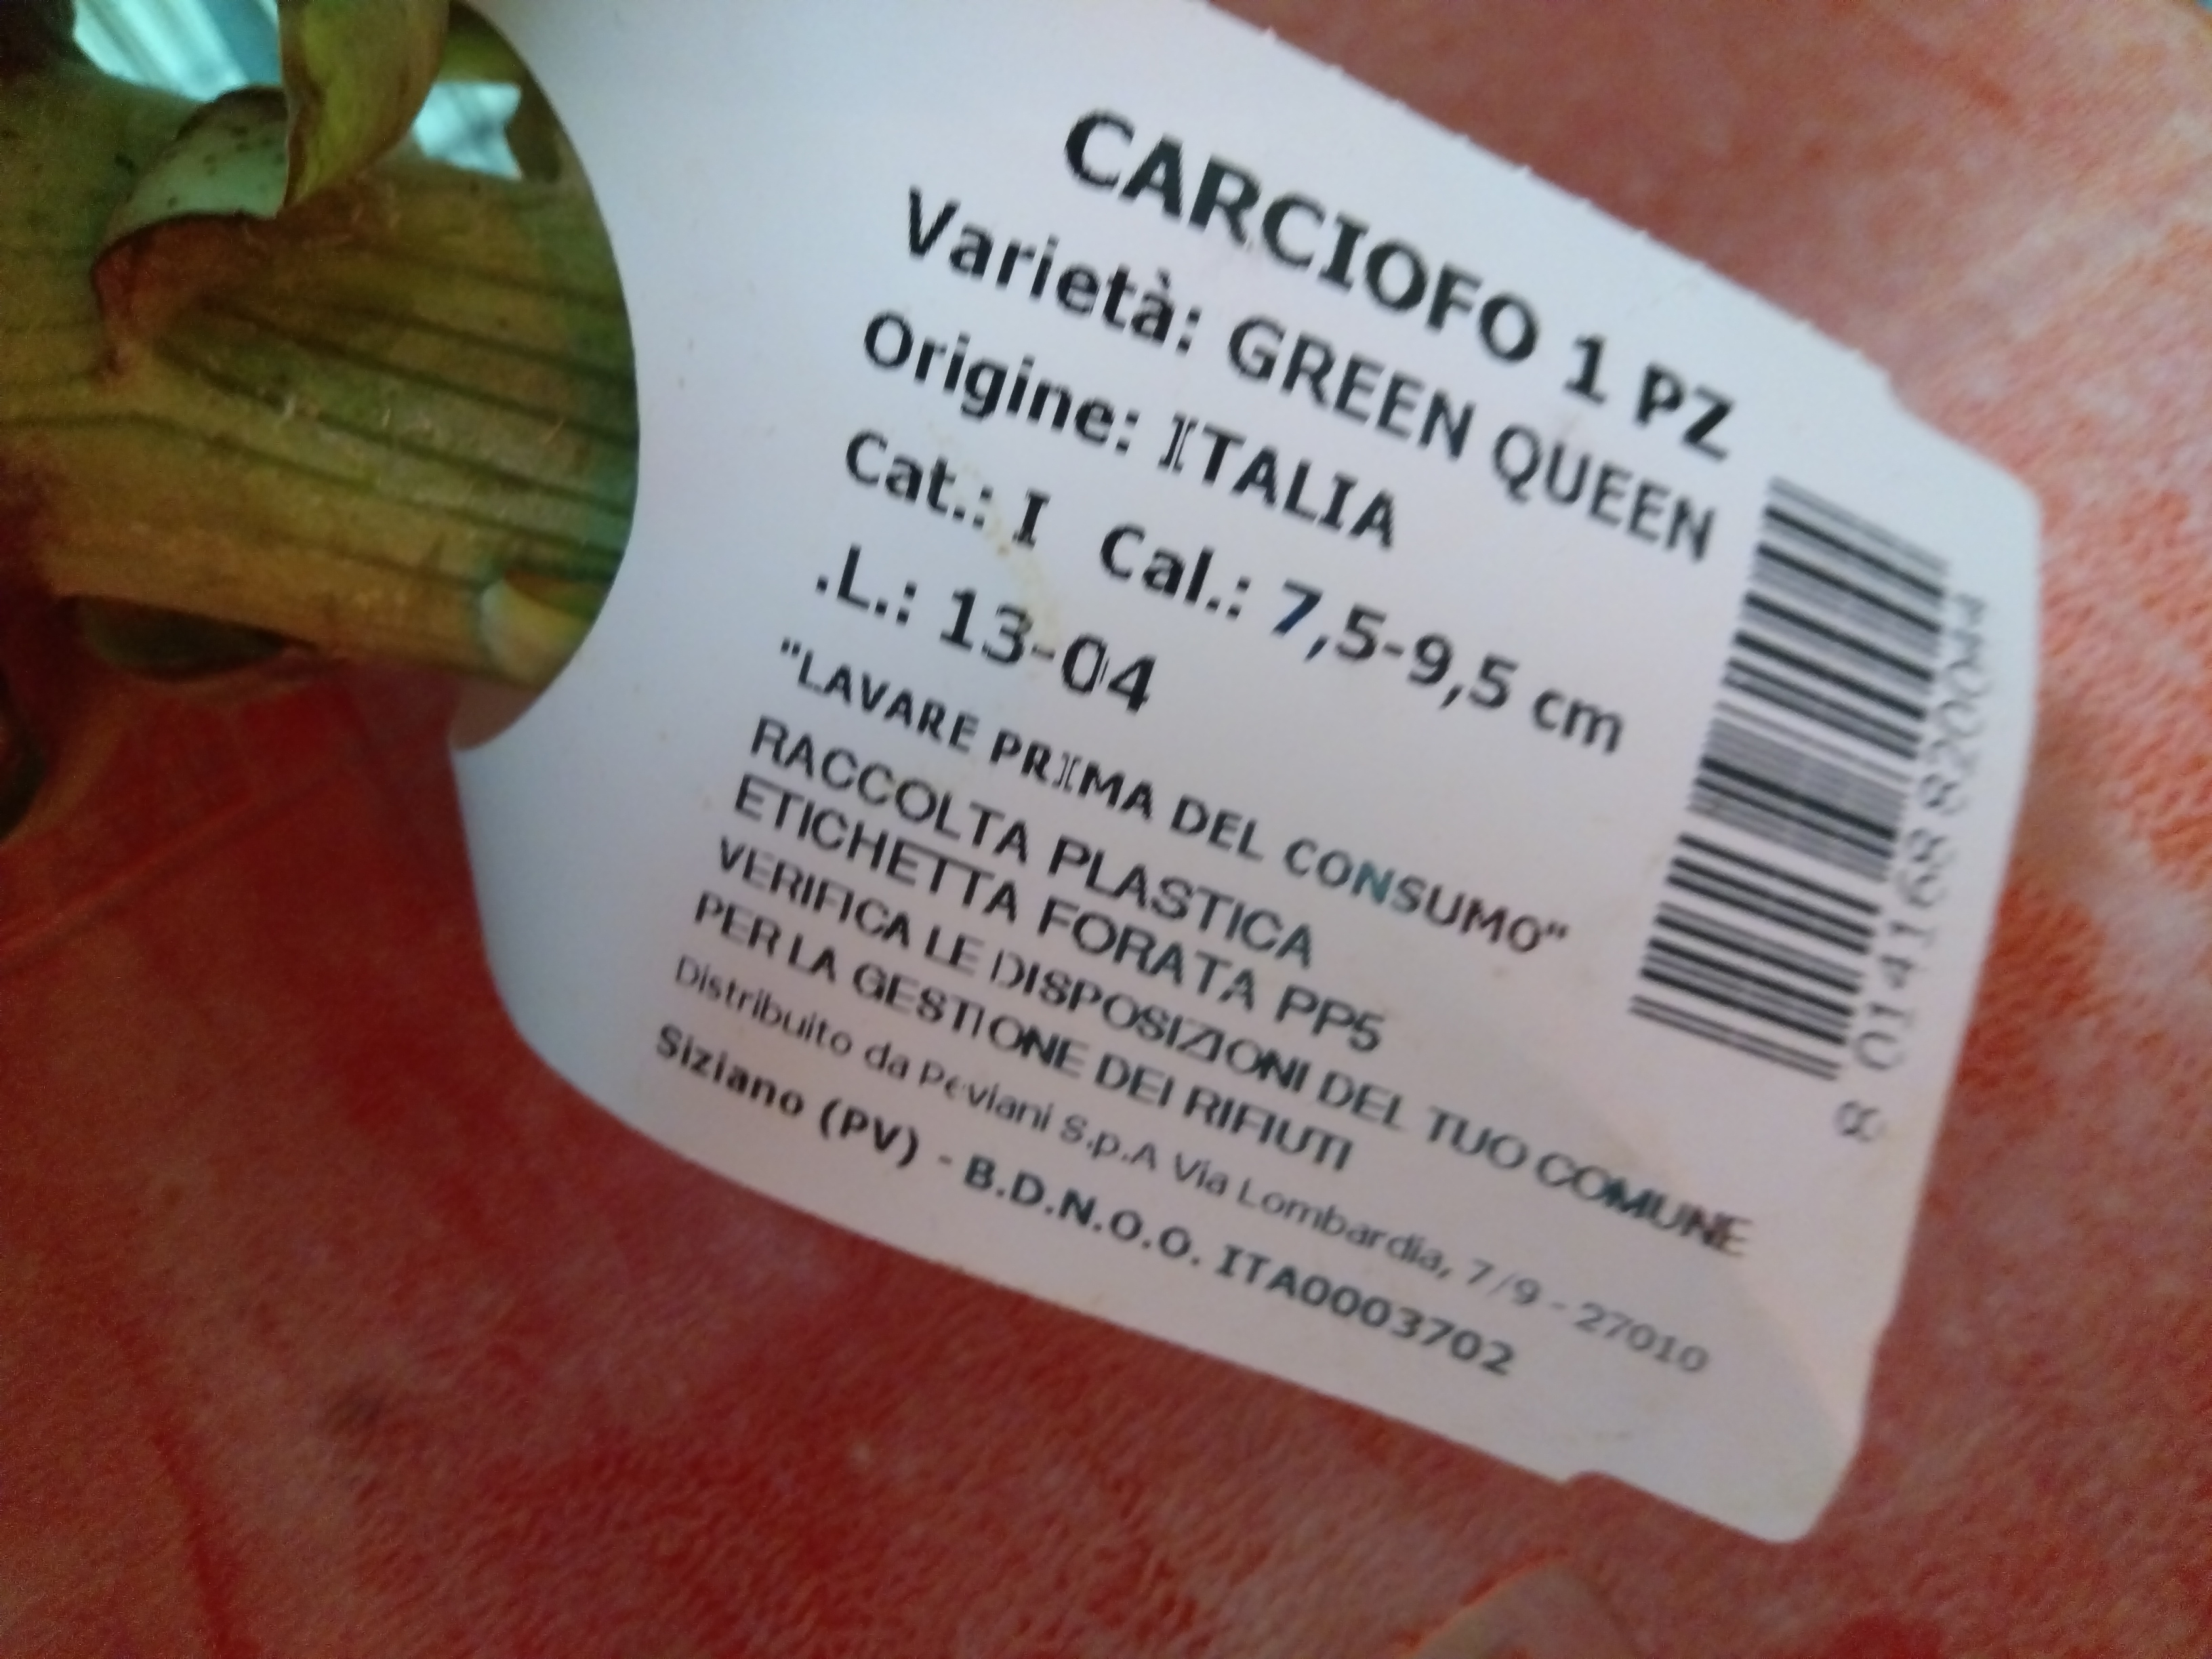 CARCIOFO 1 PZ
Varietà: GREEN QUEEN
Origine: ITALIA
Cat.: I Cal.: 7,5-9,5 cm
.L.: 13-04
"LAVARE PRIMA DEL CONSUMO"
RACCOLTA PLASTICA
ETICHETTA FORATA PP5
VERIFICA LE DISPOSIZIONI DEL TUO COMUNE
PER LA GESTIONE DEI RIFIUTI
Distribuito da Peviani S.p.A Via Lombardia, 7/9 - 27010
Siziano (PV) - B.D.N.O.O. ITA0003702